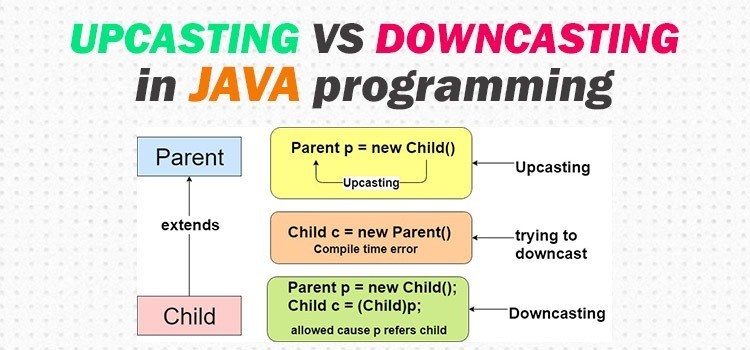 UPCASTING VS DOWNCASTING
in JAVA programming
Parent
extends
Child
Parent p = new Child()
Upcasting
Upcasting
Child c = new Parent()
Compile time error
trying to
downcast
Parent p = new Child();
Child c = (Child)p;
allowed cause p refers child
Downcasting